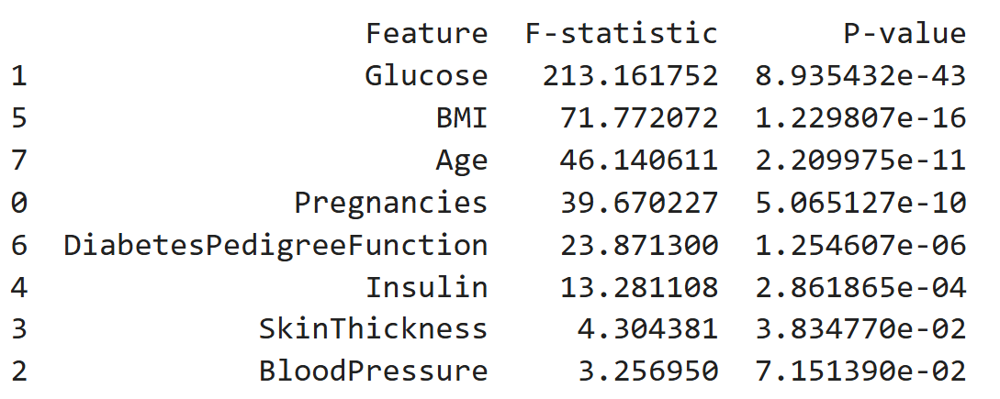 Feature F-statistic P-value
1 Glucose 213.161752 8.935432e-43
5 BMI 71.772072 1.229807e-16
7 Age 46.140611 2.209975e-11
0 Pregnancies 39.670227 5.065127e-10
6 DiabetesPedigreeFunction 23.871300 1.254607e-06
4 Insulin 13.281108 2.861865e-04
3 SkinThickness 4.304381 3.834770e-02
2 BloodPressure 3.256950 7.151390e-02